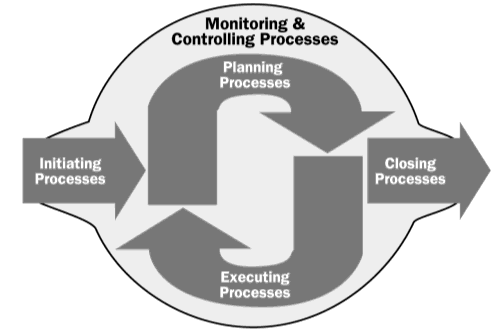 Monitoring &
Controlling Processes
Planning
Processes
Initiating
Processes
Closing
Processes
Executing
Processes